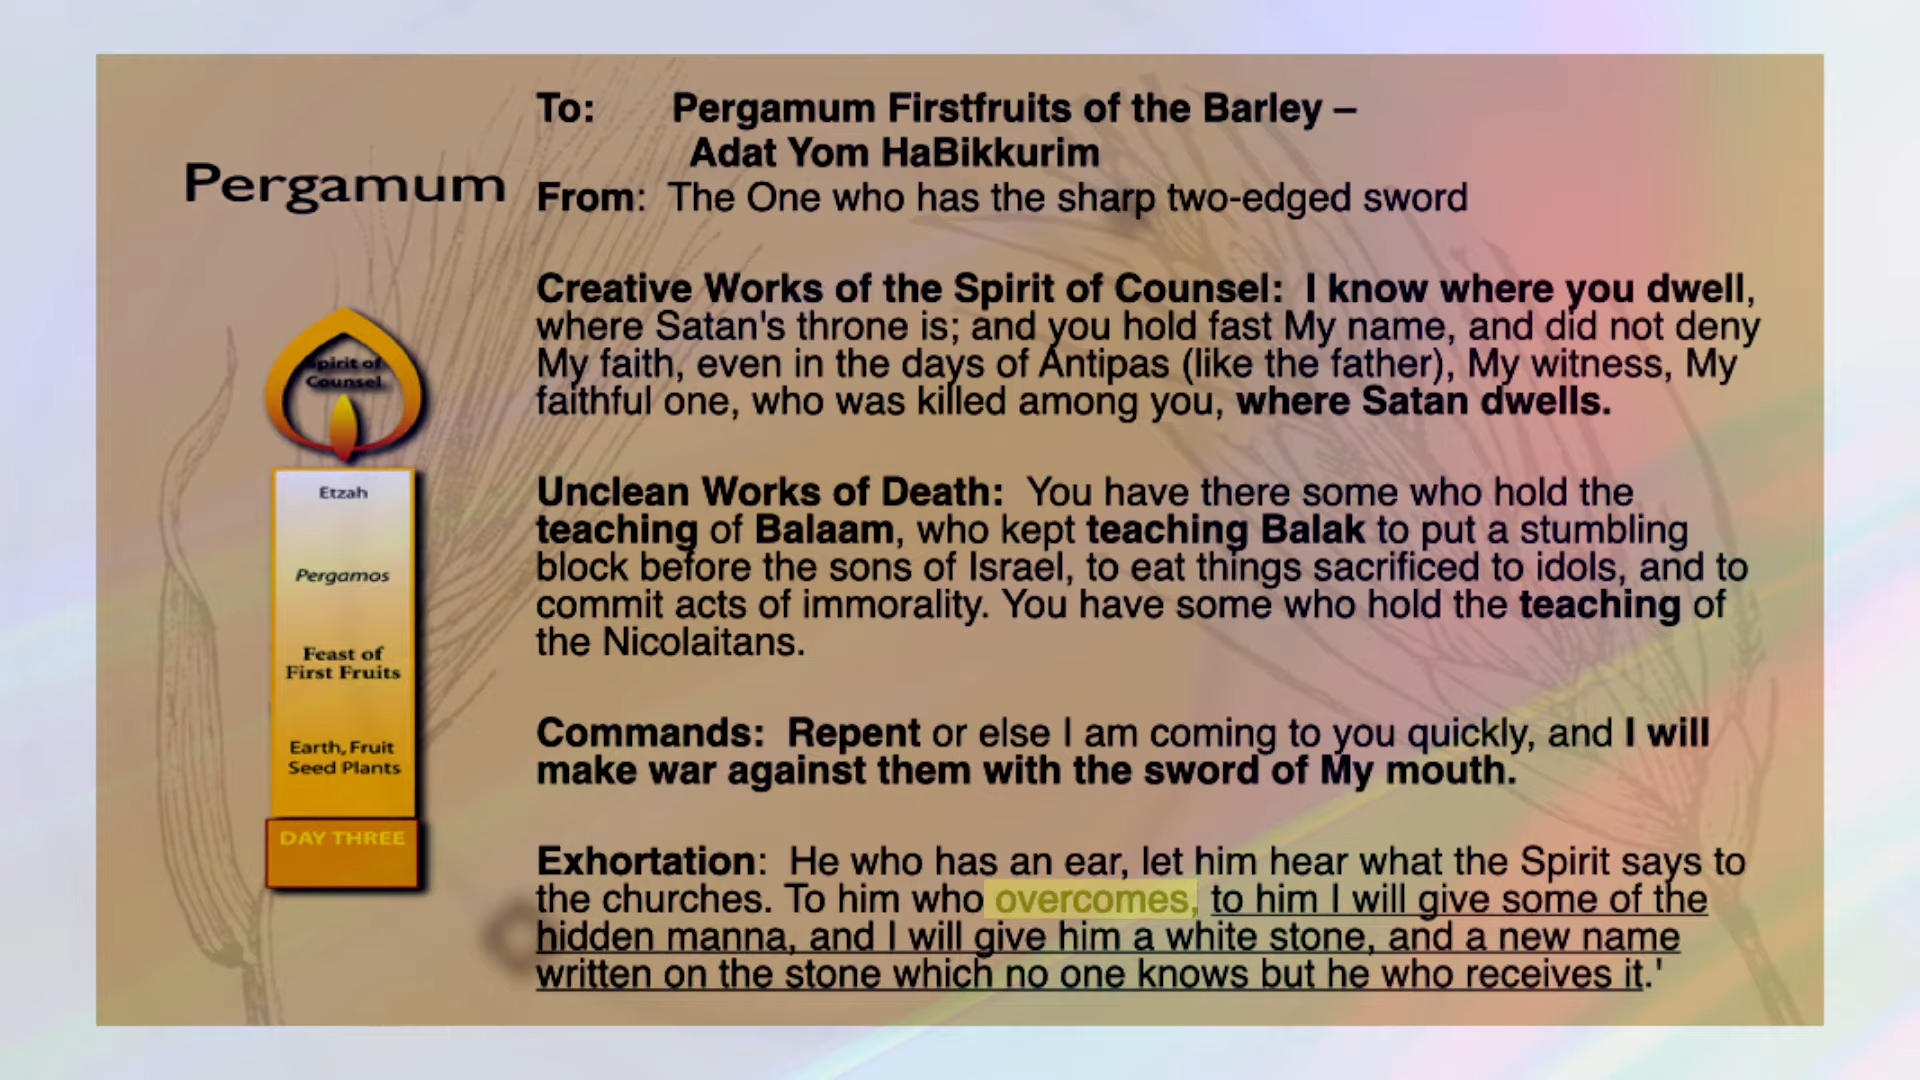 Pergamum
Spirit of
Counsel
Etzah
Pergamos
Feast of
First Fruits
Earth, Fruit
Seed Plants
DAY THREE
To: Pergamum Firstfruits of the Barley –
Adat Yom HaBikkurim
From: The One who has the sharp two-edged sword
Creative Works of the Spirit of Counsel: I know where you dwell,
where Satan's throne is; and you hold fast My name, and did not deny
My faith, even in the days of Antipas (like the father), My witness, My
faithful one, who was killed among you, where Satan dwells.
Unclean Works of Death: You have there some who hold the
teaching of Balaam, who kept teaching Balak to put a stumbling
block before the sons of Israel, to eat things sacrificed to idols, and to
commit acts of immorality. You have some who hold the teaching of
the Nicolaitans.
Commands: Repent or else I am coming to you quickly, and I will
make war against them with the sword of My mouth.
Exhortation: He who has an ear, let him hear what the Spirit says to
the churches. To him who overcomes, to him I will give some of the
hidden manna, and I will give him a white stone, and a new name
written on the stone which no one knows but he who receives it.'